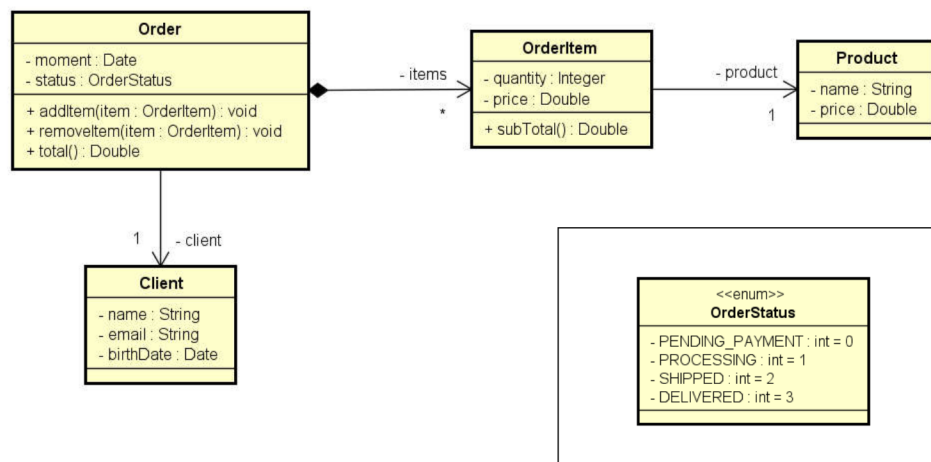 Order
- moment : Date
- status : OrderStatus
+ addItem(item : OrderItem) : void
+ removeItem(item : OrderItem) : void
+ total() : Double
- items
*
OrderItem
- quantity : Integer
- price : Double
+ subTotal() : Double
- product
1
Product
- name : String
- price : Double
1
- client
Client
- name : String
- email : String
- birthDate : Date
<<enum>>
OrderStatus
- PENDING_PAYMENT : int = 0
- PROCESSING : int = 1
- SHIPPED : int = 2
- DELIVERED : int = 3